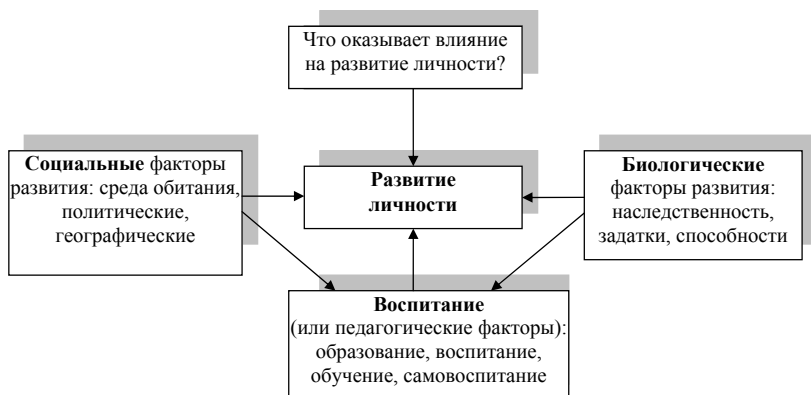 Что оказывает влияние
на развитие личности?
Социальные факторы
развития: среда обитания,
политические,
географические
Развитие
личности
Биологические
факторы развития:
наследственность,
задатки, способности
Воспитание
(или педагогические факторы):
образование, воспитание,
обучение, самовоспитание